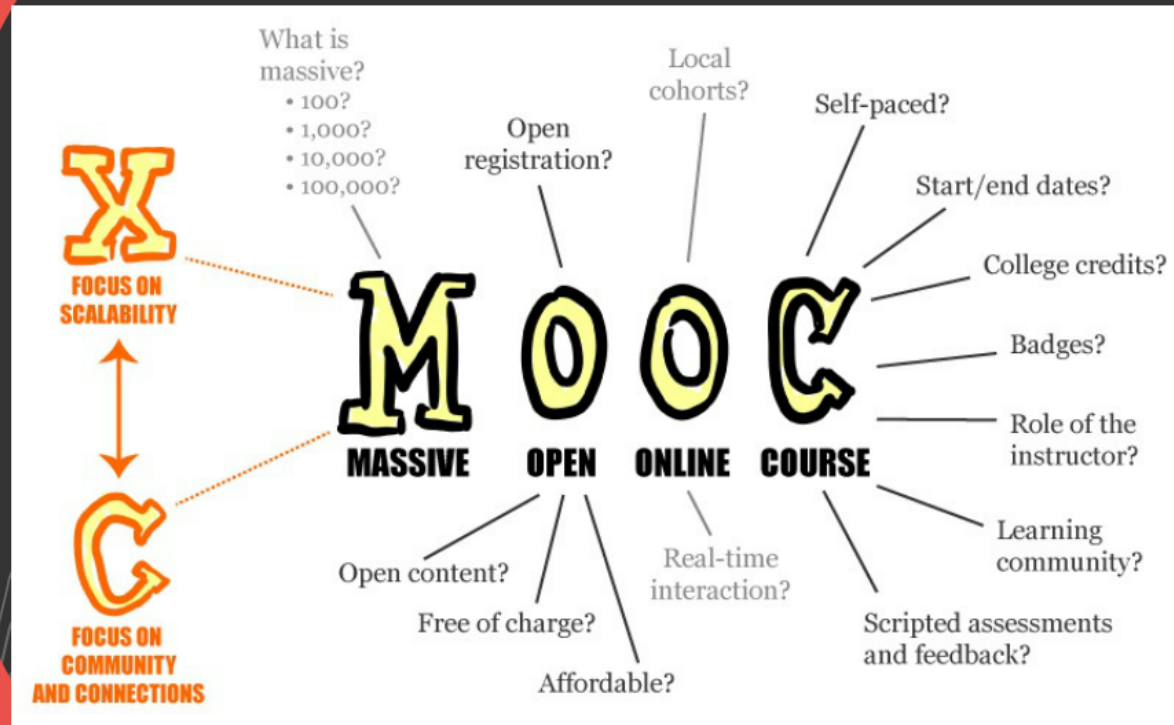 What is
massive?
• 100?
• 1,000?
• 10,000?
• 100,000?
Open
registration?
Local
cohorts?
Self-paced?
Start/end dates?
College credits?
Badges?
Role of the
instructor?
Learning
community?
Scripted assessments
and feedback?
X
FOCUS ON
SCALABILITY
C
FOCUS ON
COMMUNITY
AND CONNECTIONS
MOOC
MASSIVE OPEN ONLINE COURSE
Open content?
Free of charge?
Affordable?
Real-time
interaction?